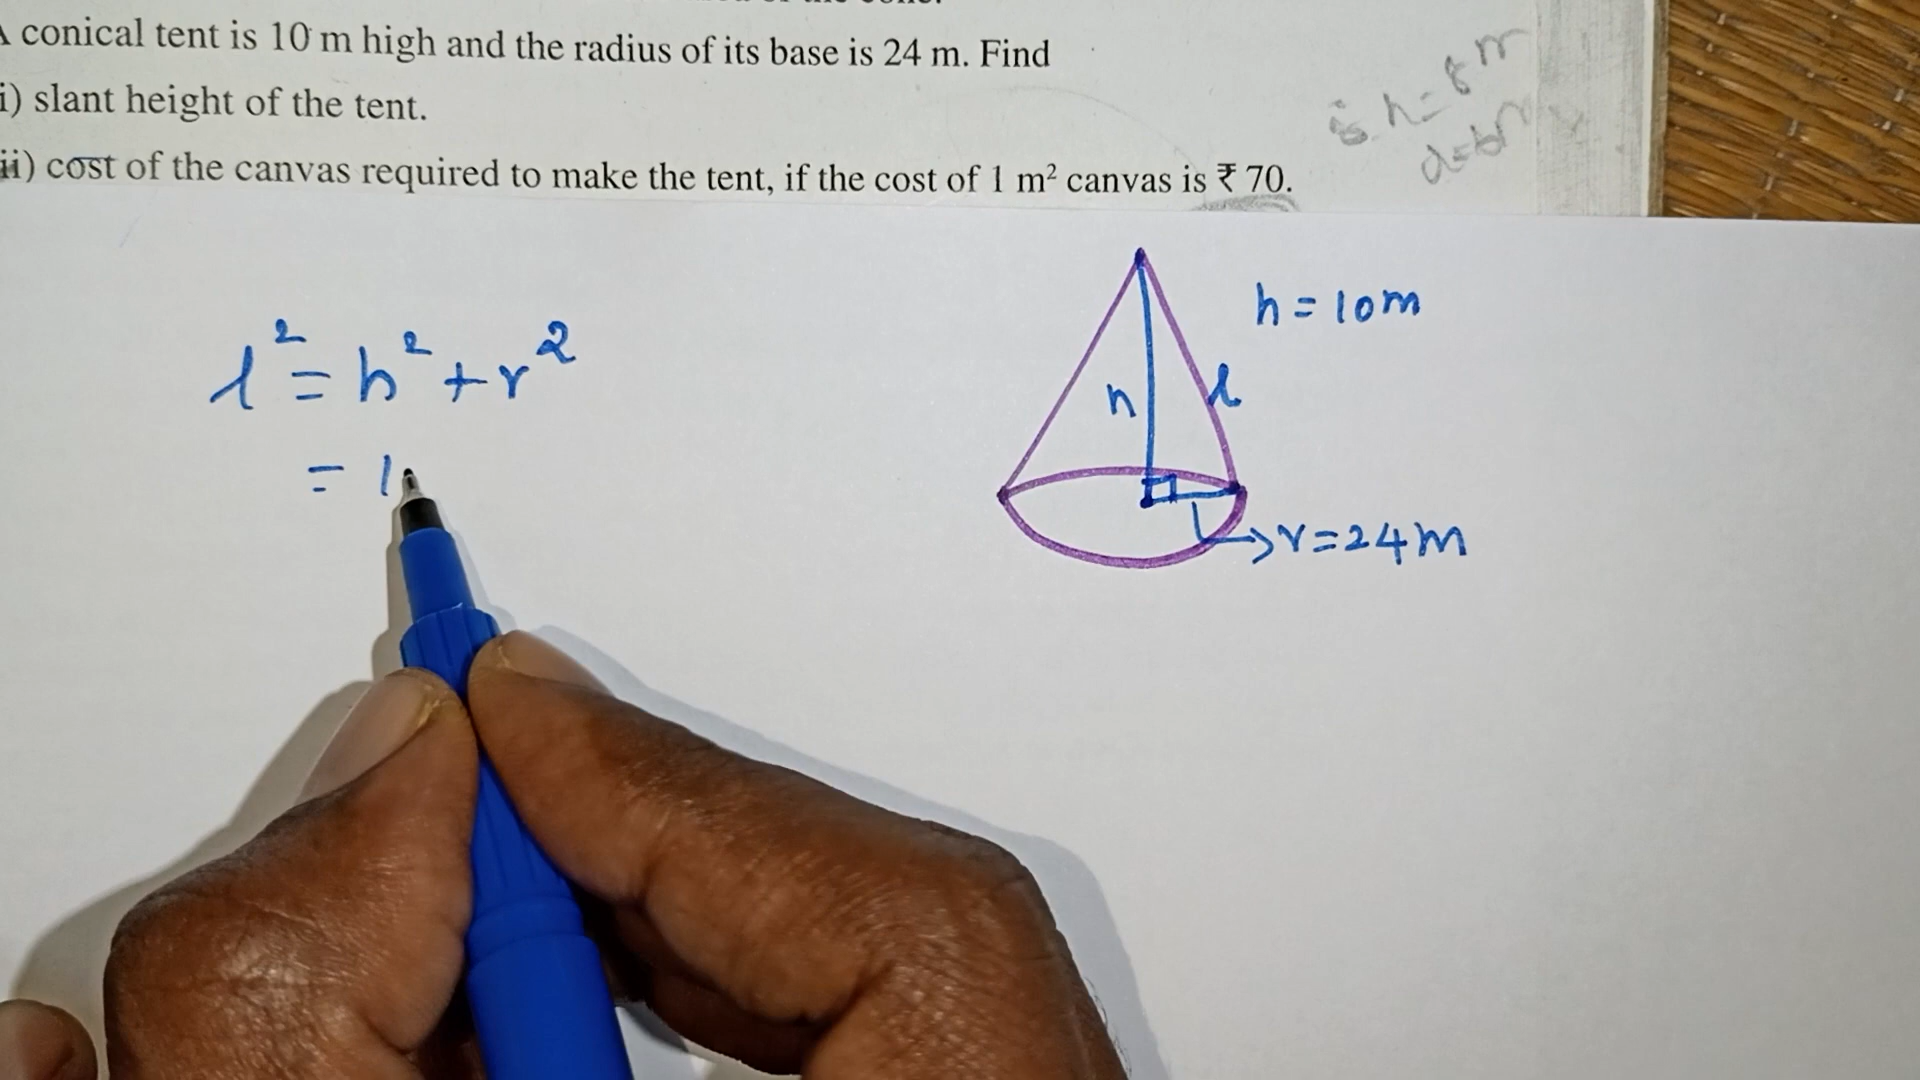 A conical tent is 10 m high and the radius of its base is 24 m. Find
i) slant height of the tent.
ii) cost of the canvas required to make the tent, if the cost of 1 m² canvas is ₹ 70.
h = 8 m
l² = h² + r²
= 1
h = 10m
h
l
r = 24m